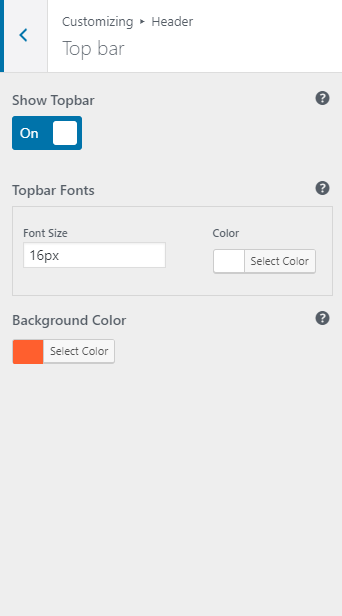 Customizing ▸ Header
Top bar
Show Topbar
On
Topbar Fonts
Font Size
Color
16px
Select Color
Background Color
Select Color